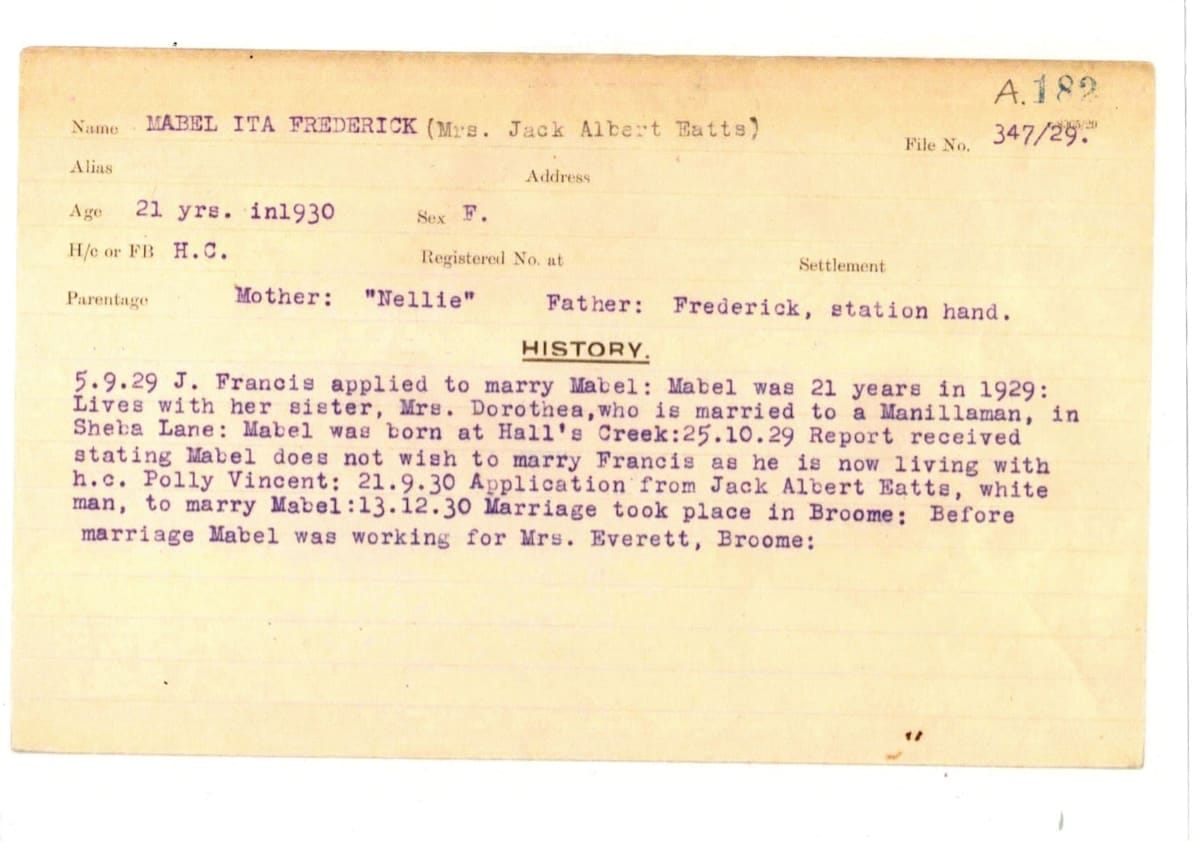 A. 182
Name MABEL ITA FREDERICK (Mrs. Jack Albert Eatts) File No. 347/29.
Alias Address
Age 21 yrs. in1930 Sex F.
H/c or FB H.C. Registered No. at Settlement
Parentage Mother: "Nellie" Father: Frederick, station hand.
HISTORY.
5.9.29 J. Francis applied to marry Mabel: Mabel was 21 years in 1929:
Lives with her sister, Mrs. Dorothea,who is married to a Manillaman, in
Sheba Lane: Mabel was born at Hall's Creek:25.10.29 Report received
stating Mabel does not wish to marry Francis as he is now living with
h.c. Polly Vincent: 21.9.30 Application from Jack Albert Eatts, white
man, to marry Mabel:13.12.30 Marriage took place in Broome: Before
marriage Mabel was working for Mrs. Everett, Broome: